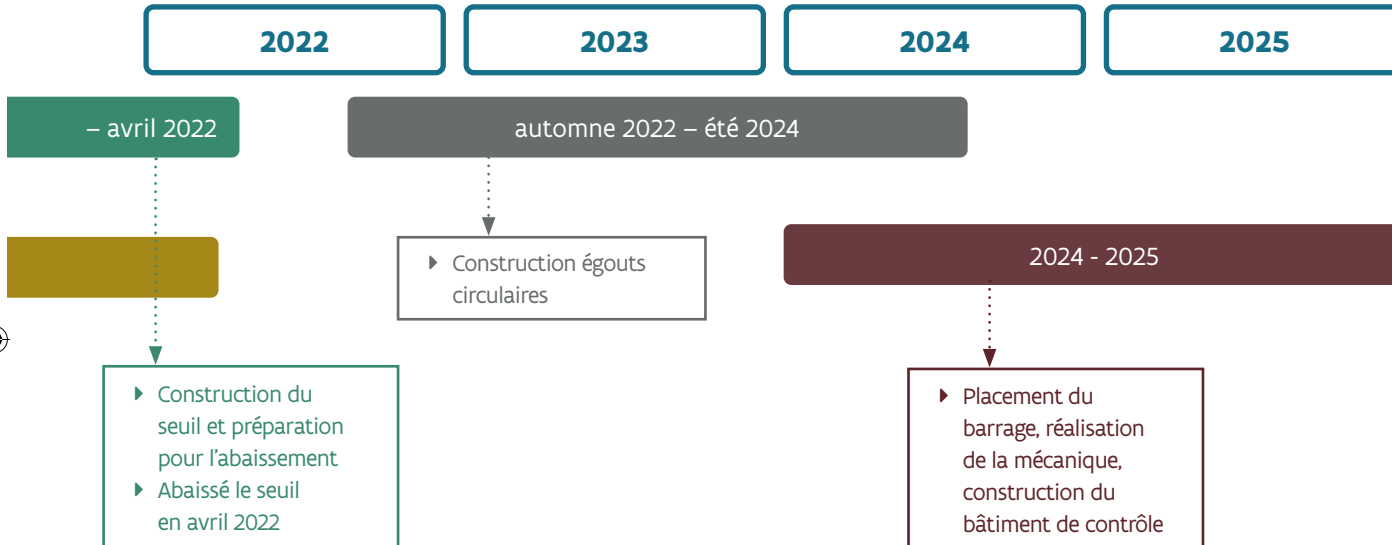 2022
2023
2024
2025
– avril 2022
automne 2022 – été 2024
2024 - 2025
Construction égouts
circulaires
Construction du
seuil et préparation
pour l'abaissement
Abaissé le seuil
en avril 2022
Placement du
barrage, réalisation
de la mécanique,
construction du
bâtiment de contrôle